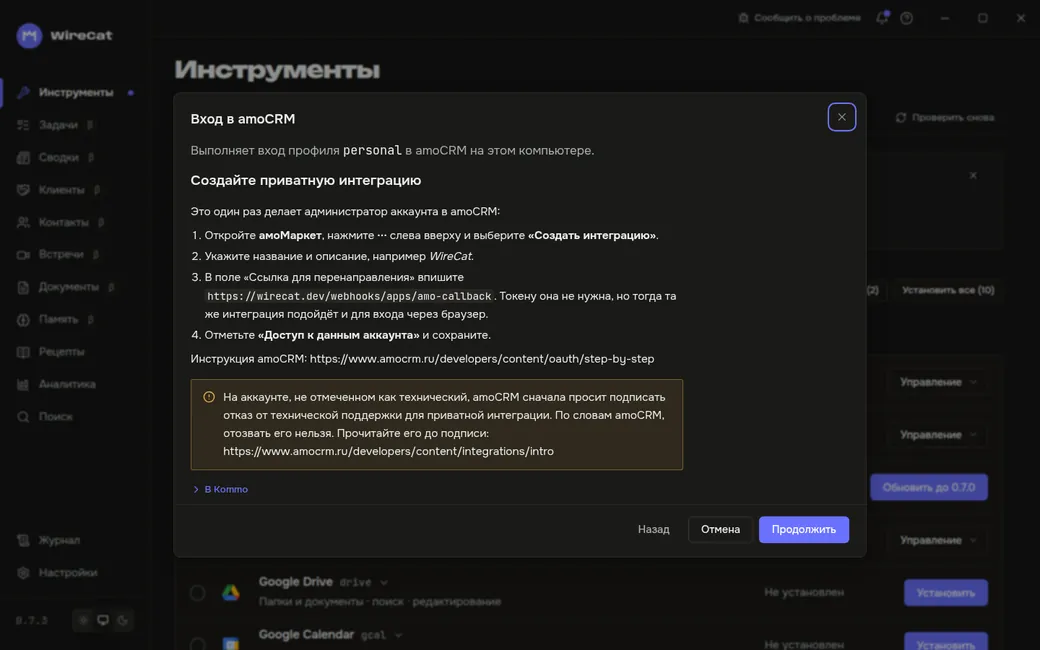 wirecat
Сообщить о проблеме
Инструменты
Задачи β
Сводки β
Клиенты β
Контакты β
Встречи β
Документы β
Память β
Рецепты
Аналитика
Поиск
Журнал
Настройки
0.7.3
Инструменты
Проверить снова
(2)
Установить все (10)
Управление
Управление
Обновить до 0.7.0
Управление
Вход в amoCRM
Выполняет вход профиля personal в amoCRM на этом компьютере.
Создайте приватную интеграцию
Это один раз делает администратор аккаунта в amoCRM:
1. Откройте амоМаркет, нажмите ··· слева вверху и выберите «Создать интеграцию».
2. Укажите название и описание, например WireCat.
3. В поле «Ссылка для перенаправления» впишите
https://wirecat.dev/webhooks/apps/amo-callback. Токену она не нужна, но тогда та
же интеграция подойдёт и для входа через браузер.
4. Отметьте «Доступ к данным аккаунта» и сохраните.
Инструкция amoCRM: https://www.amocrm.ru/developers/content/oauth/step-by-step
На аккаунте, не отмеченном как технический, amoCRM сначала просит подписать
отказ от технической поддержки для приватной интеграции. По словам amoCRM,
отозвать его нельзя. Прочитайте его до подписи:
https://www.amocrm.ru/developers/content/integrations/intro
В Kommo
Назад
Отмена
Продолжить
Google Drive drive
Папки и документы · поиск · редактирование
Не установлен
Установить
Google Calendar gcal
Не установлен
Установить